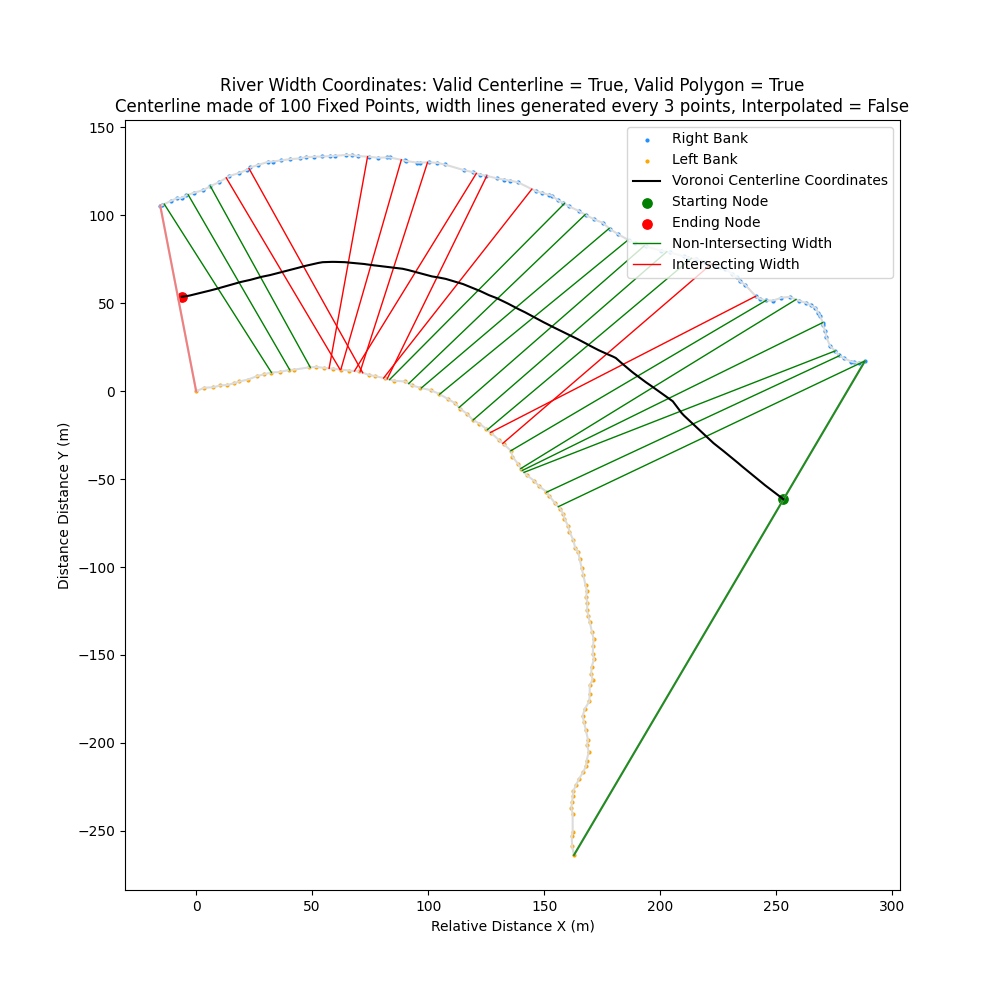 River Width Coordinates: Valid Centerline = True, Valid Polygon = True
Centerline made of 100 Fixed Points, width lines generated every 3 points, Interpolated = False
Right Bank
Left Bank
Voronoi Centerline Coordinates
Starting Node
Ending Node
Non-Intersecting Width
Intersecting Width
150
100
50
0
−50
−100
−150
−200
−250
Distance Distance Y (m)
0 50 100 150 200 250 300
Relative Distance X (m)